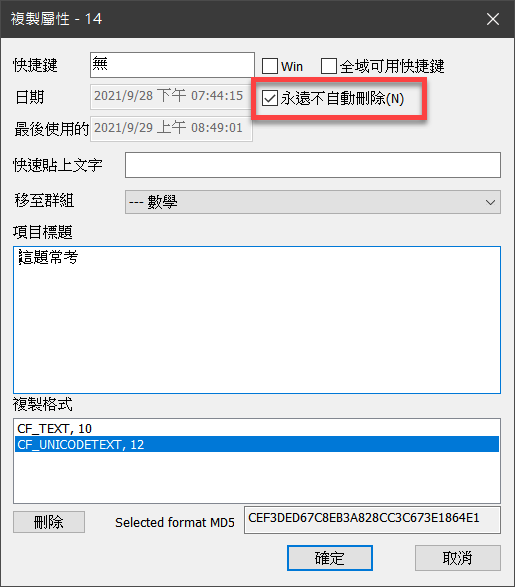 複製屬性 - 14
快捷鍵 無 Win 全域可用快捷鍵
日期 2021/9/28 下午 07:44:15 永遠不自動刪除(N)
最後使用的 2021/9/29 上午 08:49:01
快速貼上文字
移至群組 --- 數學
項目標題
這題常考
複製格式
CF_TEXT, 10
CF_UNICODETEXT, 12
刪除 Selected format MD5 CEF3DED67C8EB3A828CC3C673E1864E1
確定 取消